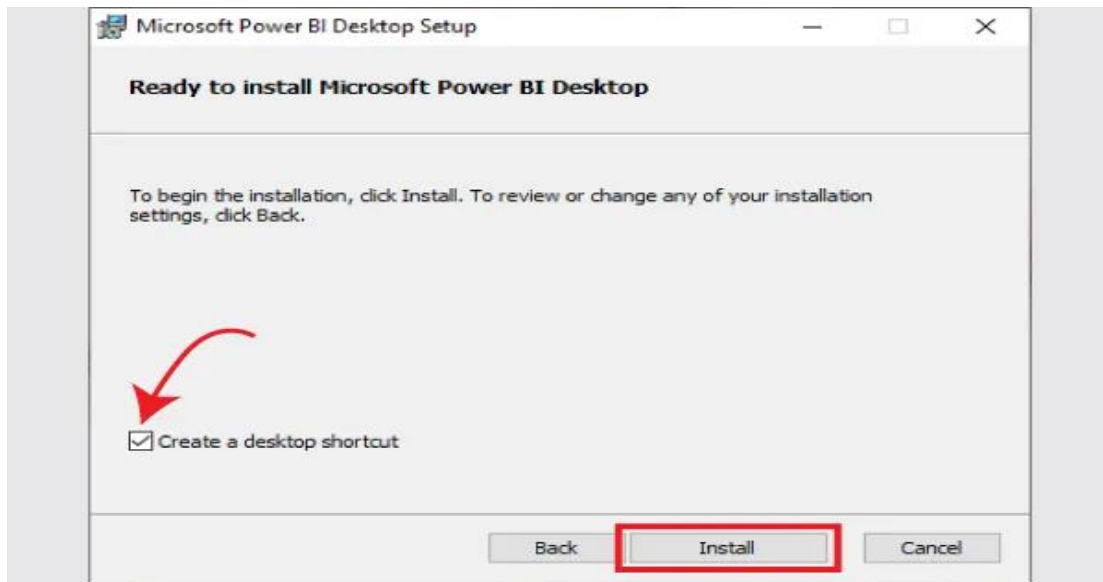 Microsoft Power BI Desktop Setup
Ready to install Microsoft Power BI Desktop
To begin the installation, click Install. To review or change any of your installation
settings, click Back.
Create a desktop shortcut
Back Install Cancel